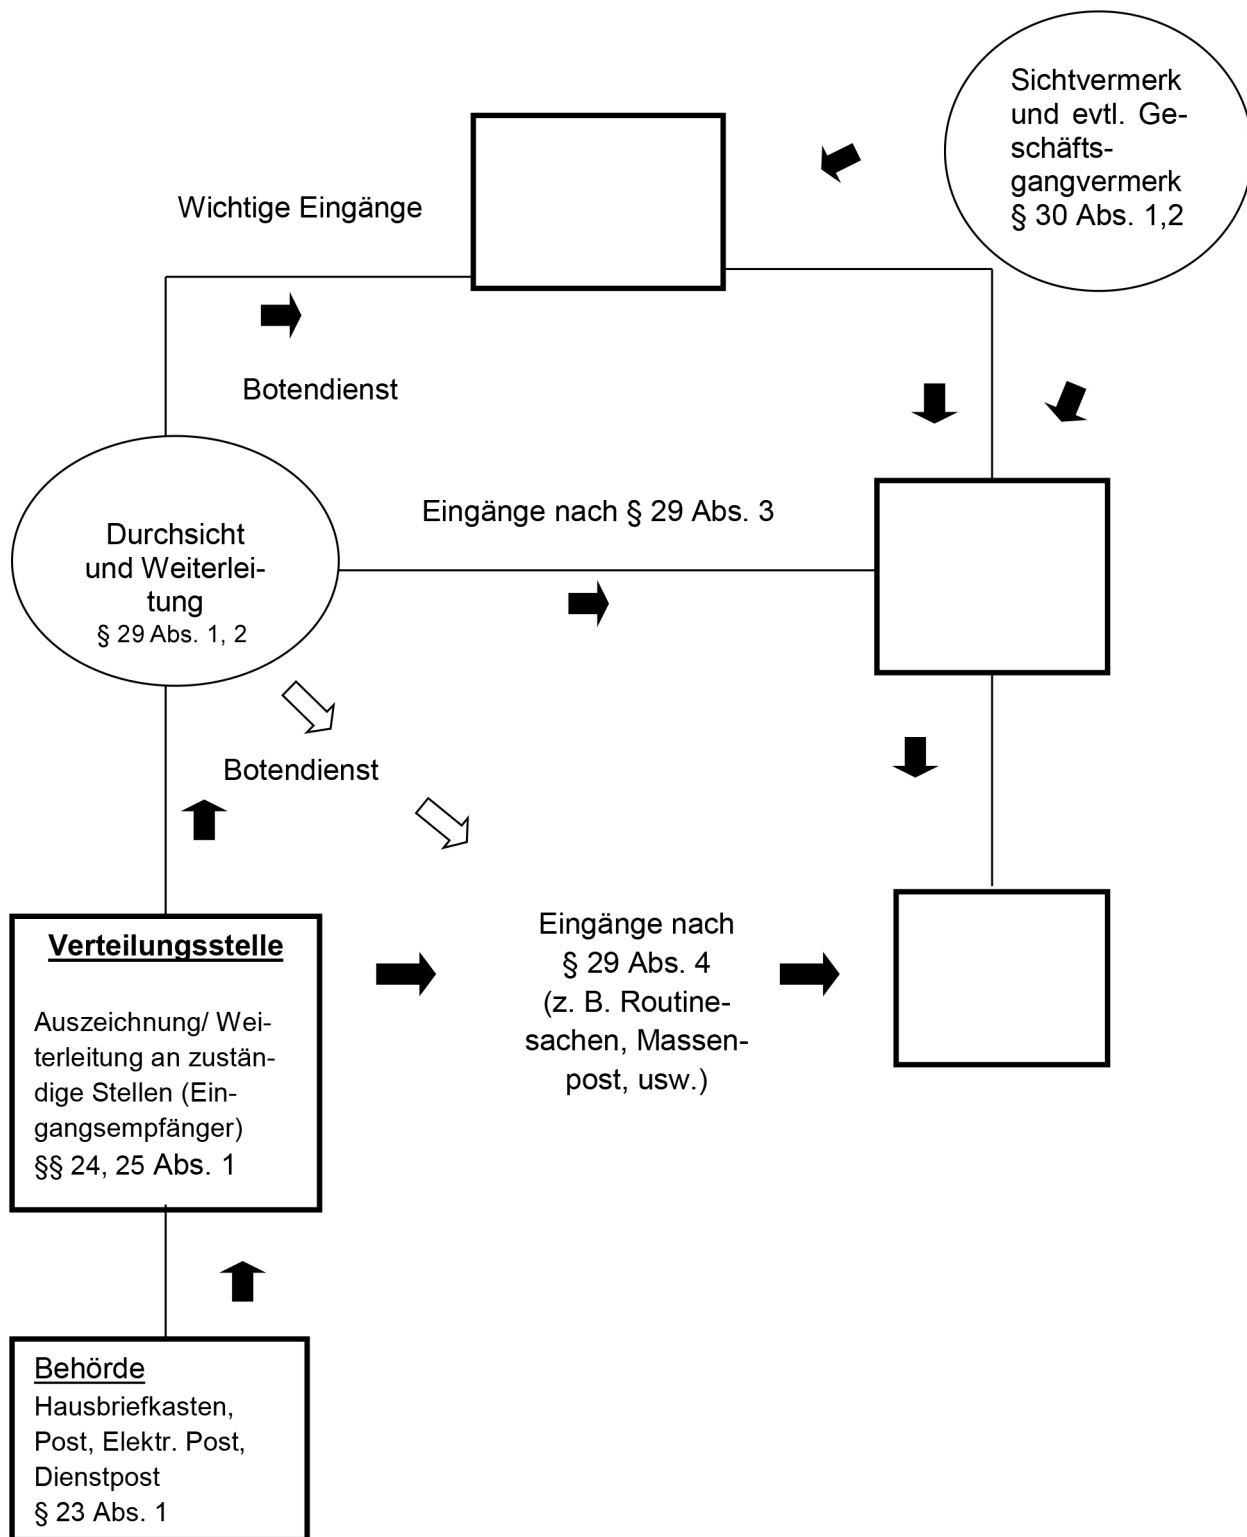 Sichtvermerk
und evtl. Ge-
schäfts-
gangvermerk
§ 30 Abs. 1,2
Wichtige Eingänge
Botendienst
Eingänge nach § 29 Abs. 3
Durchsicht
und Weiterlei-
tung
§ 29 Abs. 1, 2
Botendienst
Verteilungsstelle
Auszeichnung/ Wei-
terleitung an zustän-
dige Stellen (Ein-
gangsempfänger)
§§ 24, 25 Abs. 1
Eingänge nach
§ 29 Abs. 4
(z. B. Routine-
sachen, Massen-
post, usw.)
Behörde
Hausbriefkasten,
Post, Elektr. Post,
Dienstpost
§ 23 Abs. 1